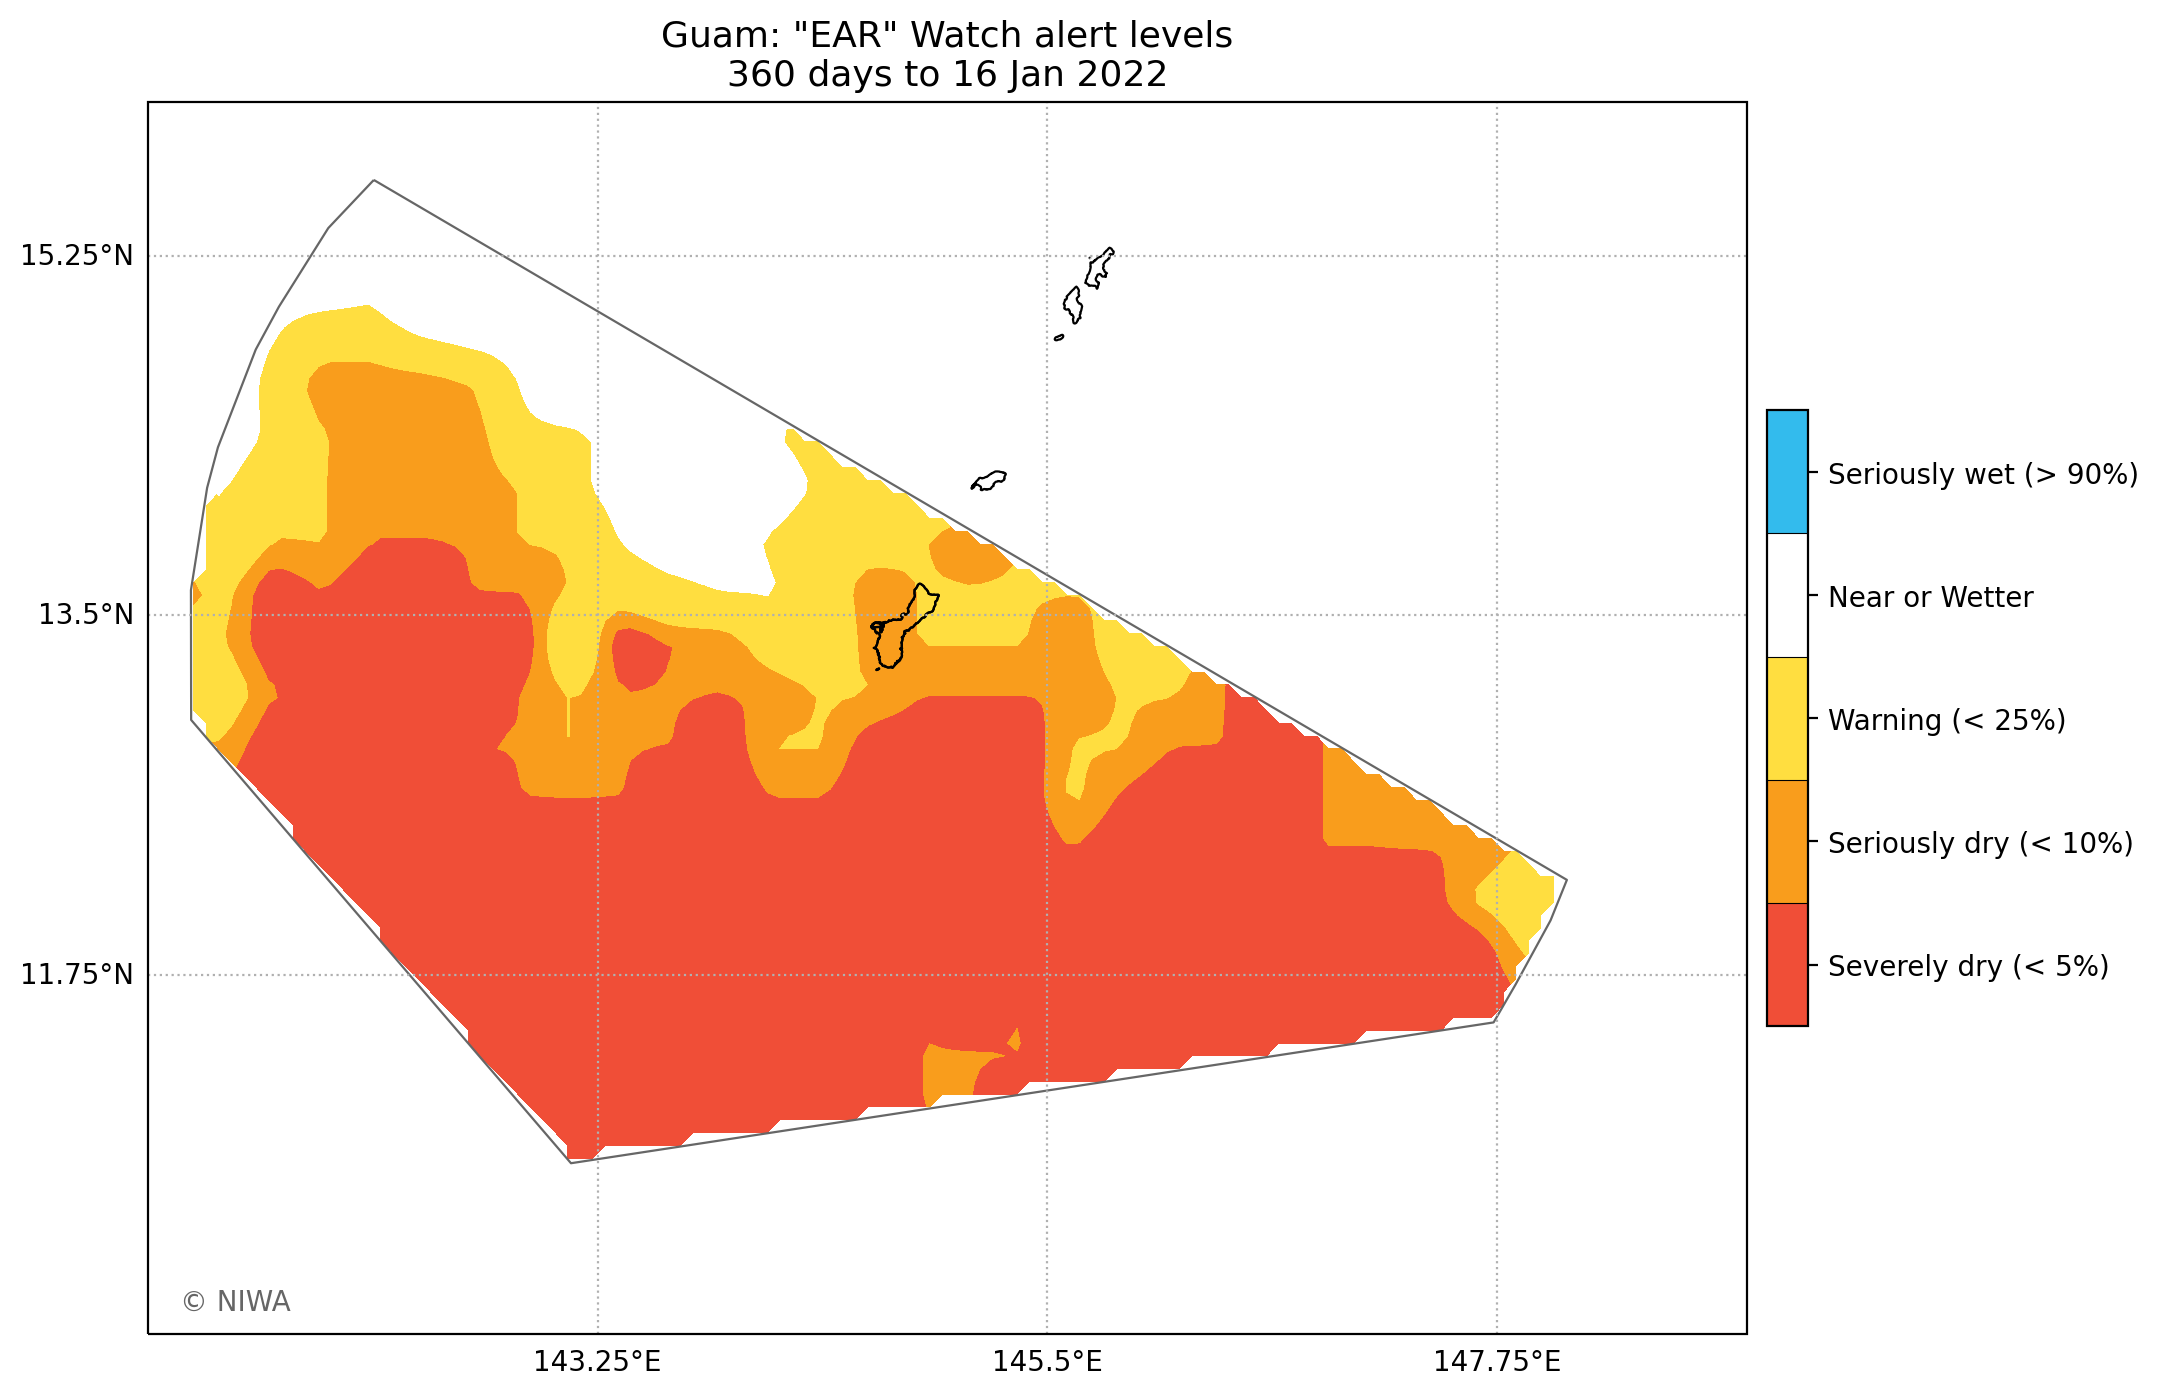 Guam: "EAR" Watch alert levels
360 days to 16 Jan 2022
15.25°N
13.5°N
11.75°N
143.25°E
145.5°E
147.75°E
Seriously wet (> 90%)
Near or Wetter
Warning (< 25%)
Seriously dry (< 10%)
Severely dry (< 5%)
© NIWA